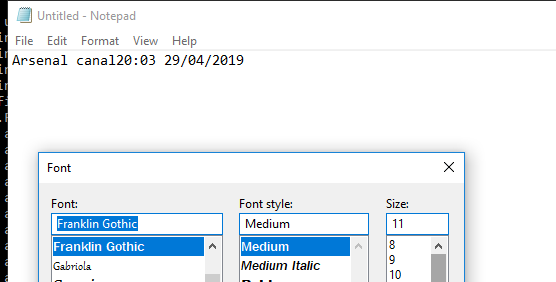 Untitled - Notepad
File Edit Format View Help
Arsenal canal20:03 29/04/2019
Font
Font: Font style: Size:
Franklin Gothic Medium 11
Franklin Gothic Medium 8
Gabriola Medium Italic 9
10